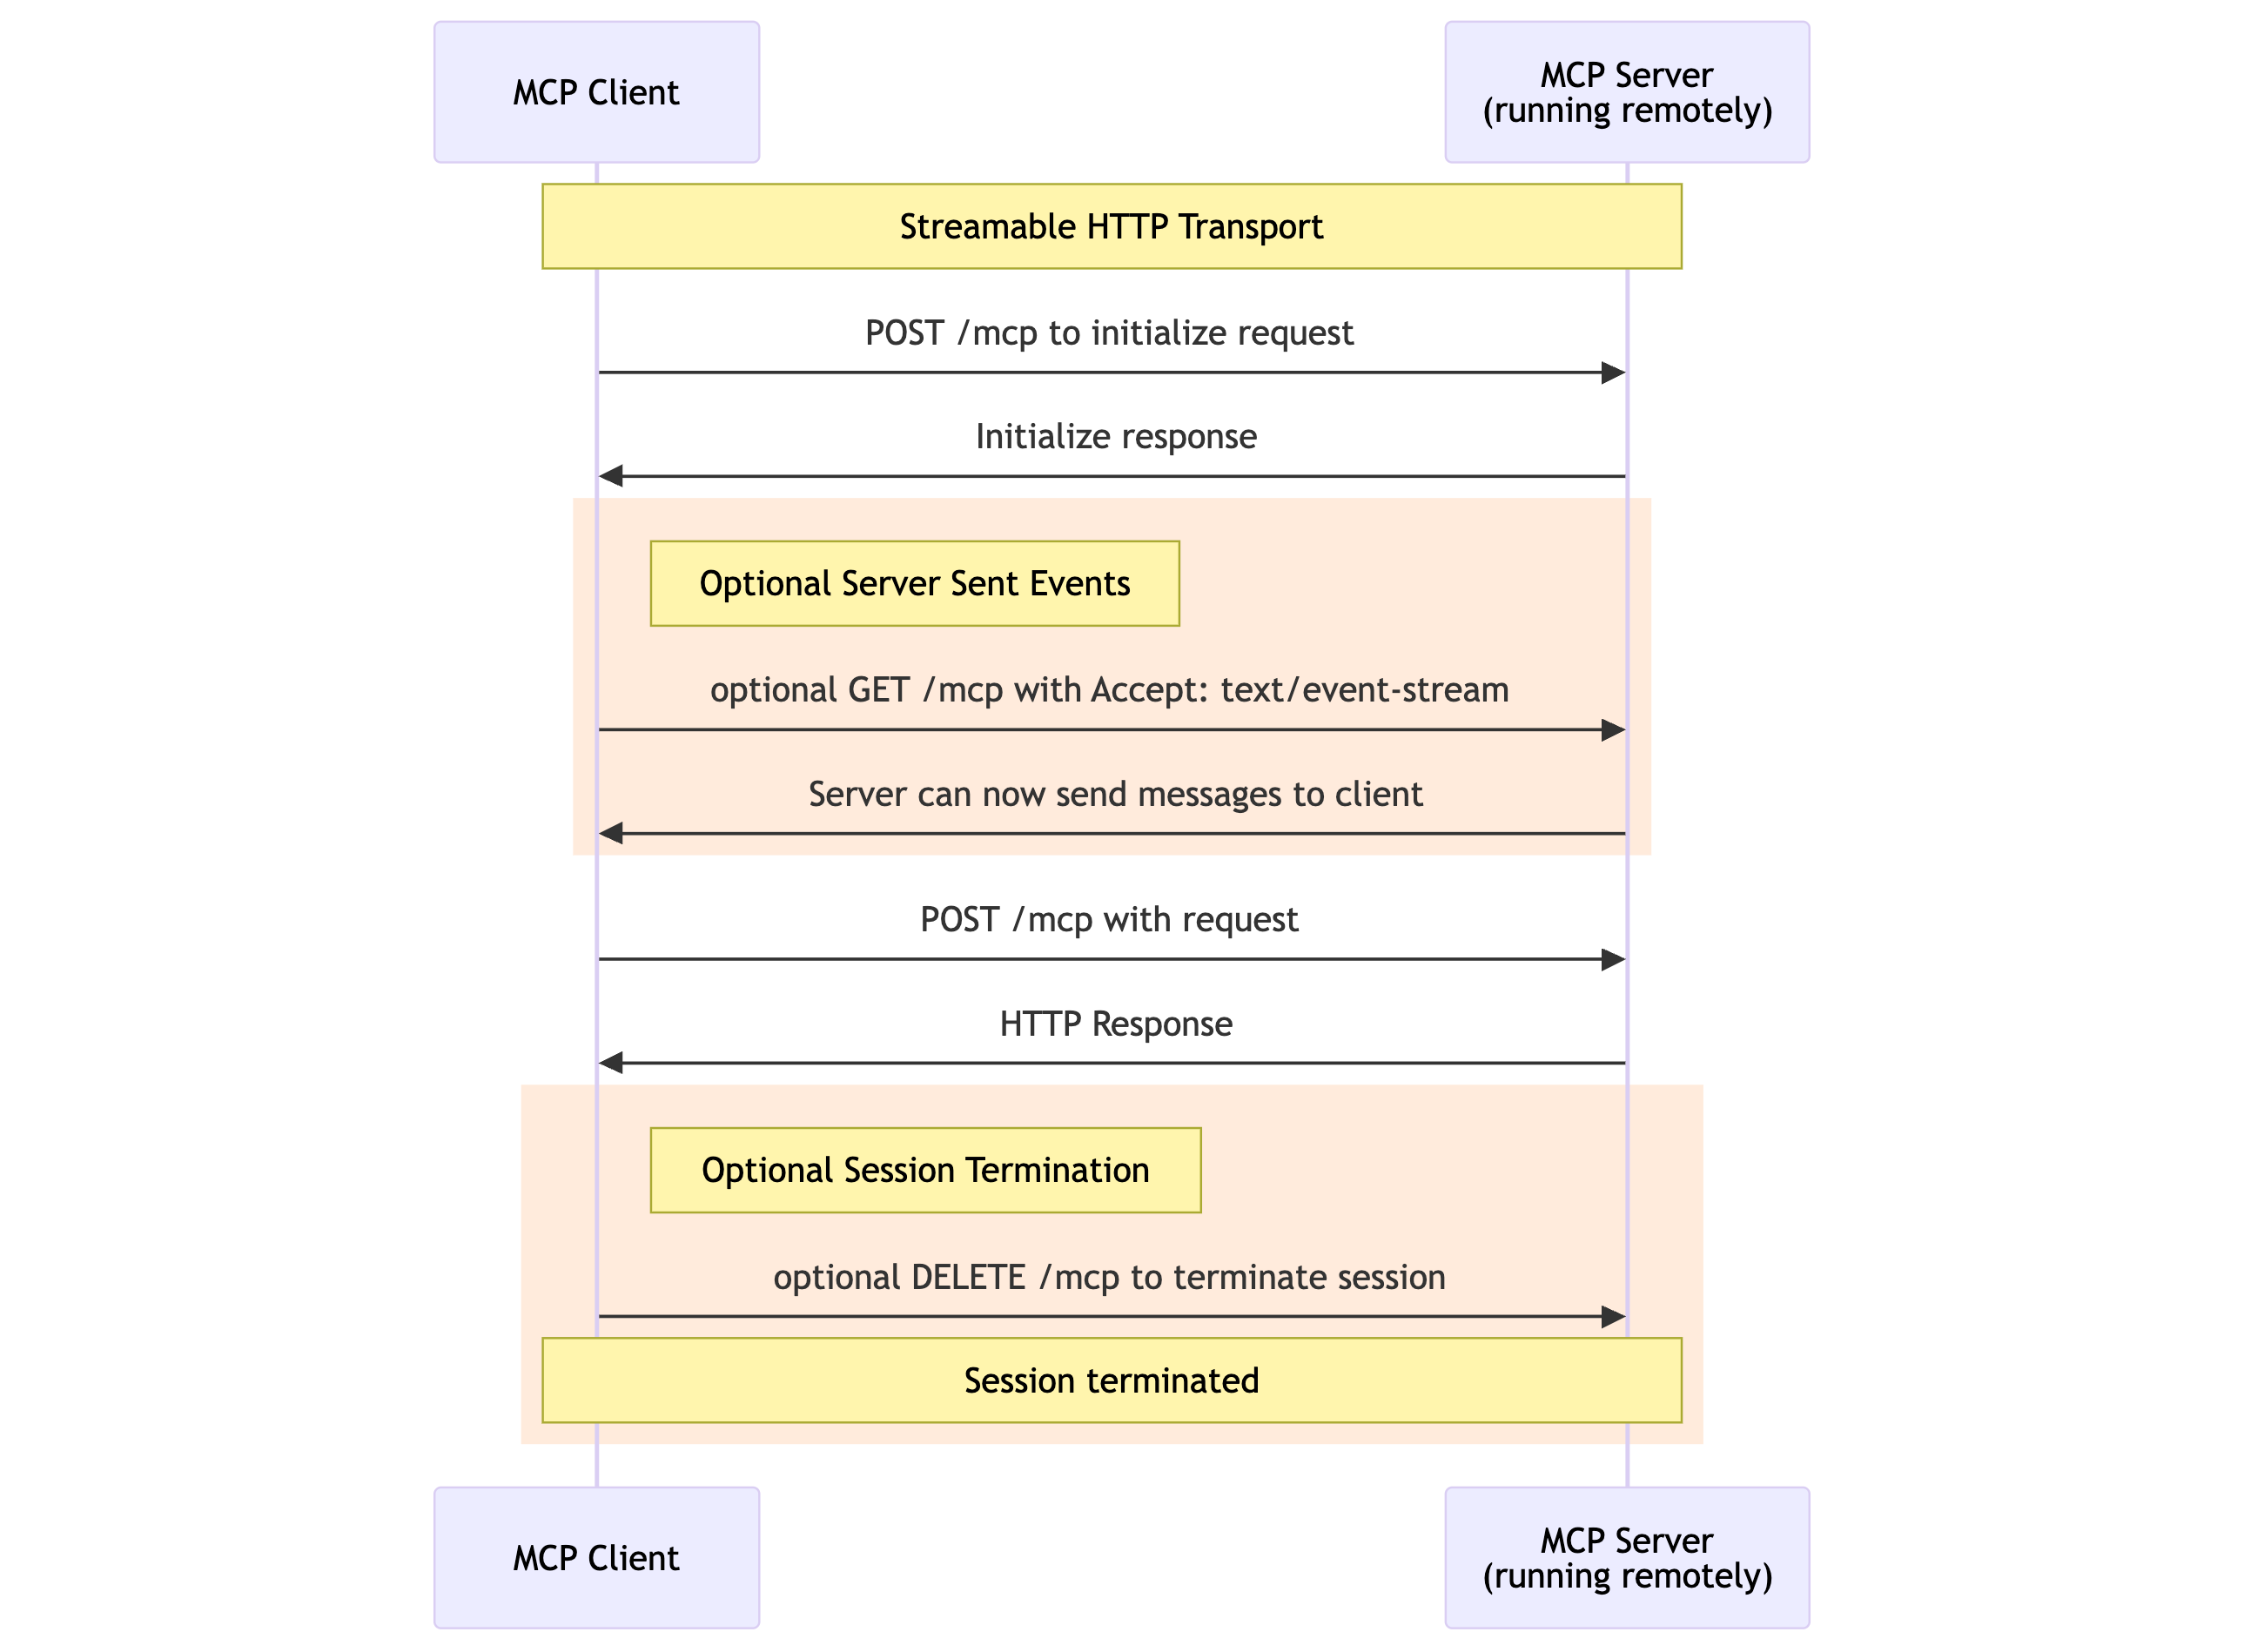 MCP Client
MCP Server
(running remotely)
Streamable HTTP Transport
POST /mcp to initialize request
Initialize response
Optional Server Sent Events
optional GET /mcp with Accept: text/event-stream
Server can now send messages to client
POST /mcp with request
HTTP Response
Optional Session Termination
optional DELETE /mcp to terminate session
Session terminated
MCP Client
MCP Server
(running remotely)